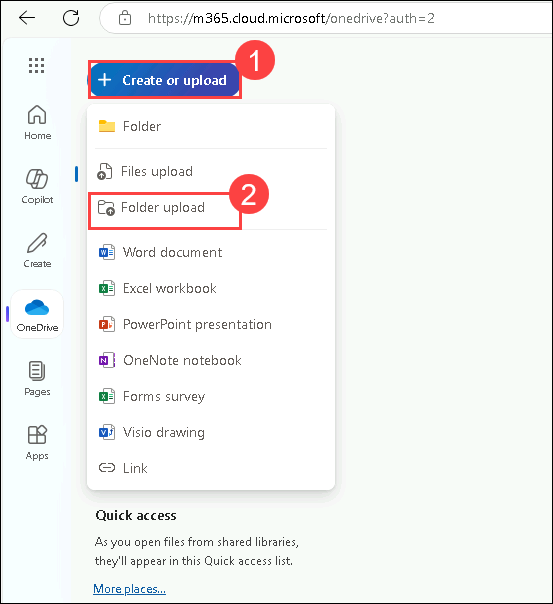 https://m365.cloud.microsoft/onedrive?auth=2
1
+ Create or upload
Home
Copilot
Create
OneDrive
Pages
Apps
Folder
Files upload
2
Folder upload
Word document
Excel workbook
PowerPoint presentation
OneNote notebook
Forms survey
Visio drawing
Link
Quick access
As you open files from shared libraries,
they'll appear in this Quick access list.
More places...